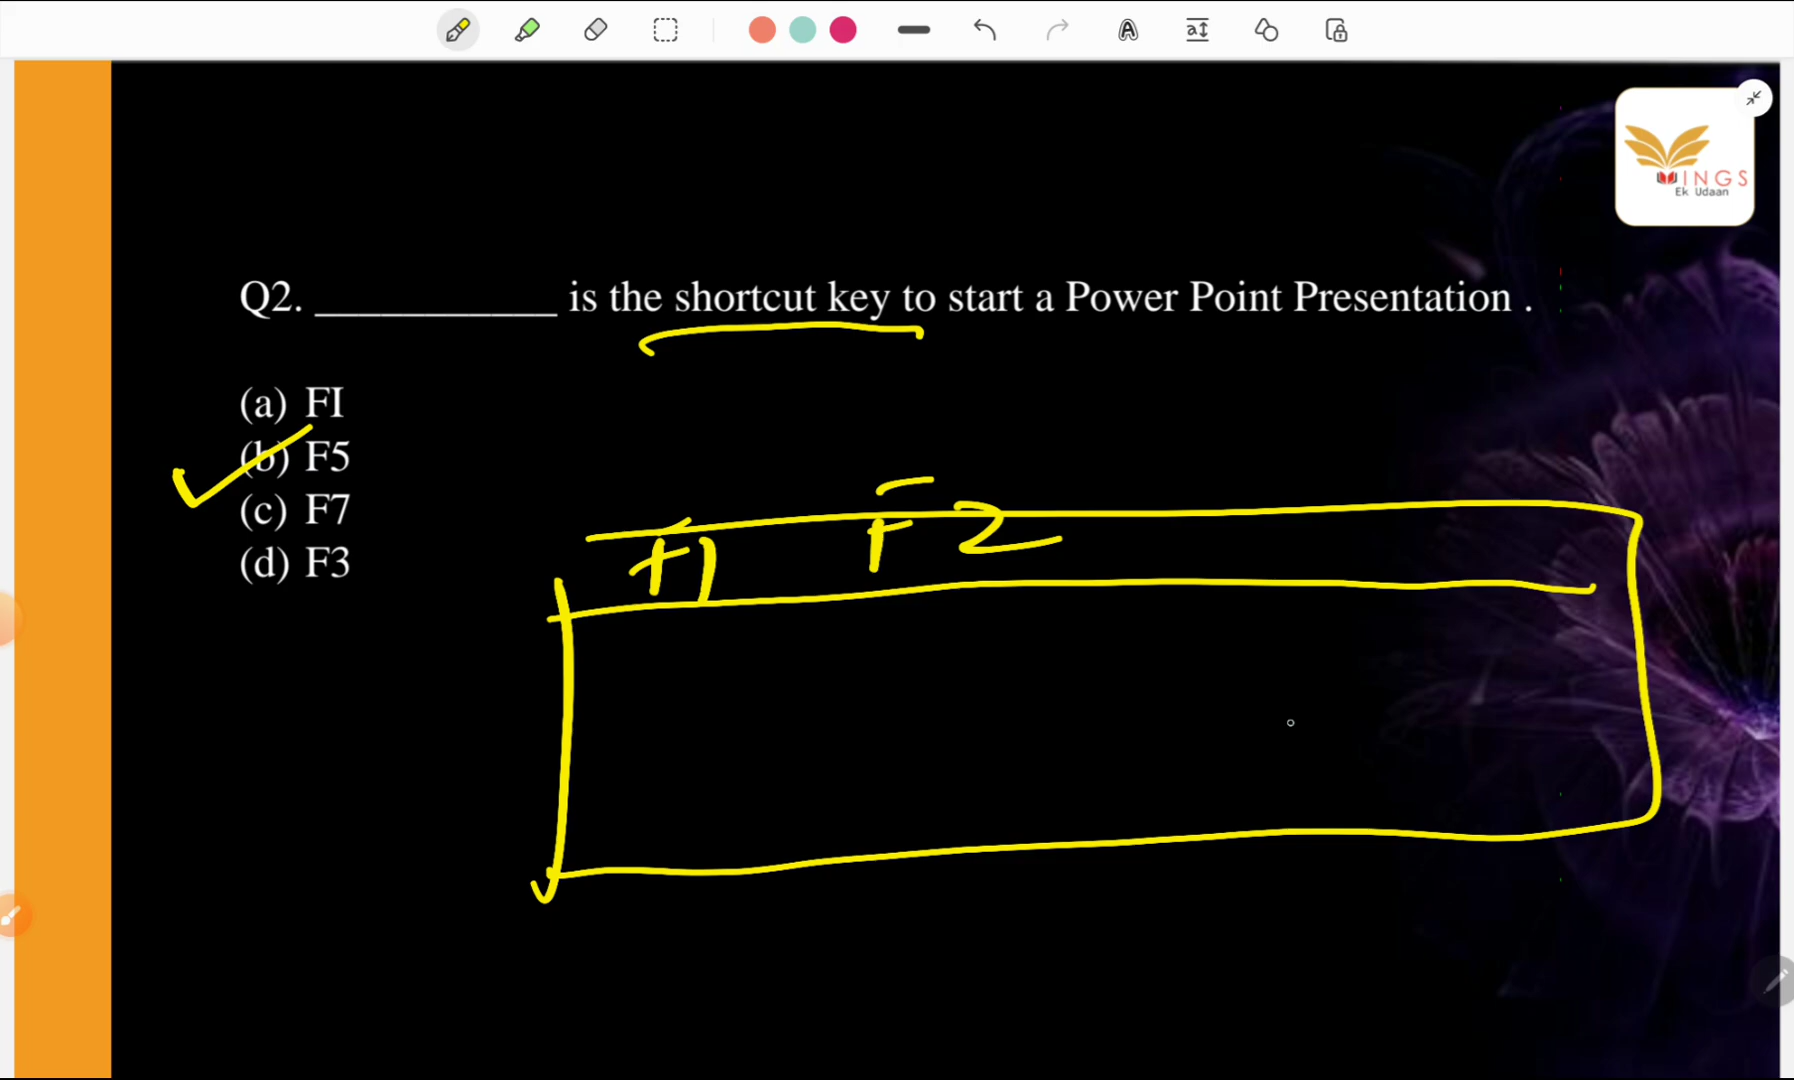 WINGS
Ek Udaan
Q2. ___________ is the shortcut key to start a Power Point Presentation .
(a) FI
(b) F5
(c) F7
(d) F3
F1 F2